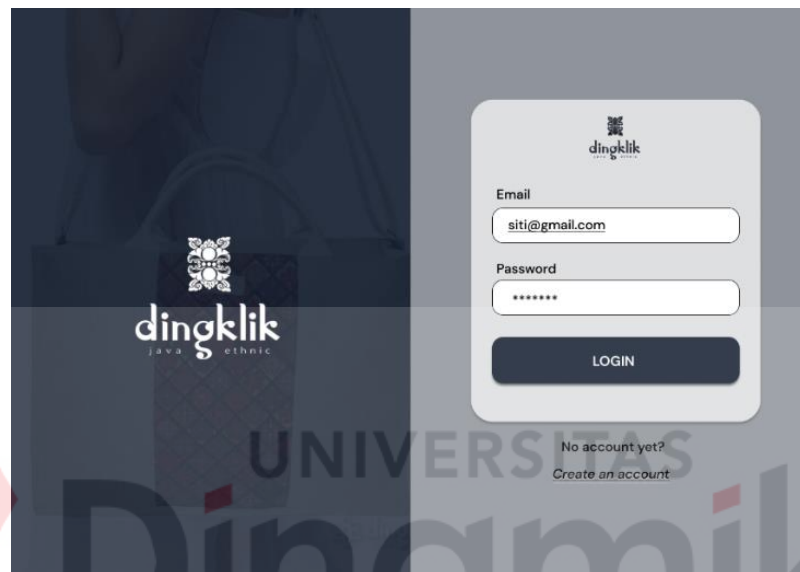 dingklik
java ethnic
dingklik
java ethnic
Email
siti@gmail.com
Password
*******
LOGIN
No account yet?
Create an account
UNIVERSITAS
Dinamik